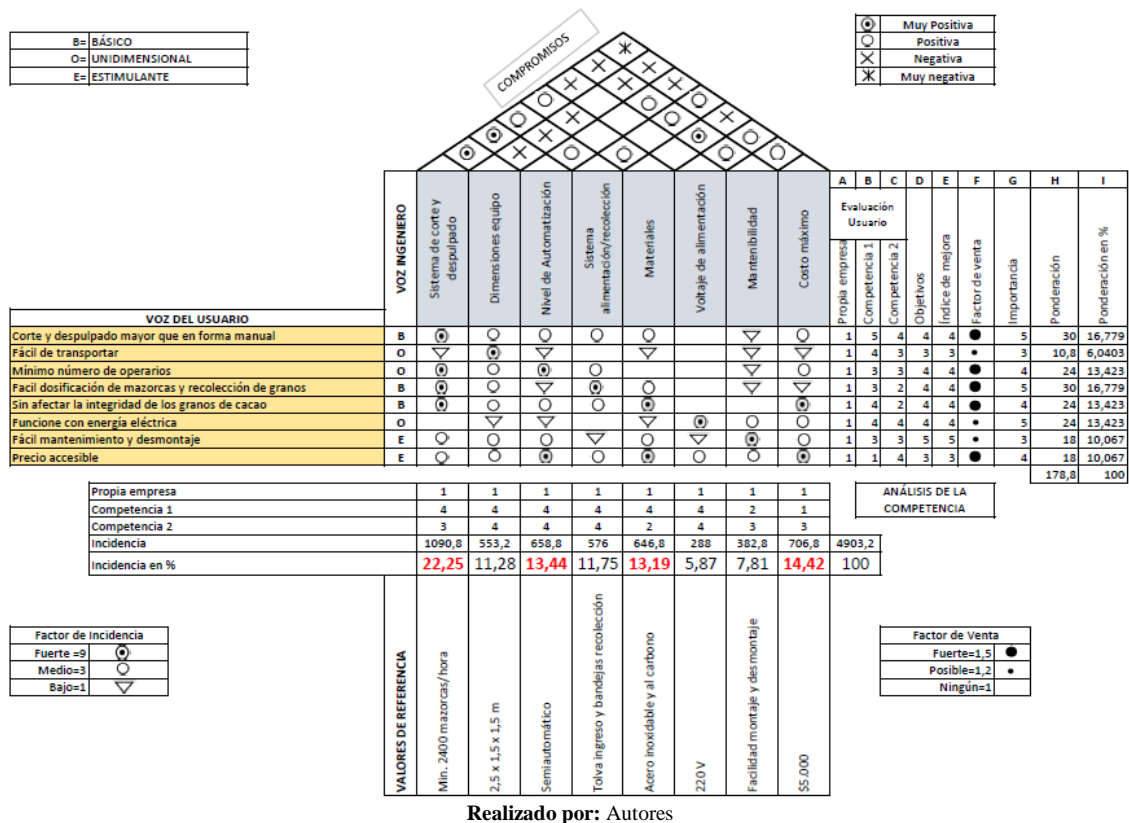 B= BÁSICO
O= UNIDIMENSIONAL
E= ESTIMULANTE
COMPROMISOS
Muy Positiva
Positiva
Negativa
Muy negativa
VOZ INGENIERO
Sistema de corte y despulpado
Dimensiones equipo
Nivel de Automatización
Sistema alimentación/recolección
Materiales
Voltaje de alimentación
Mantenibilidad
Costo máximo
A B C D E F G H I
Evaluación Usuario
Propia empresa
Competencia 1
Competencia 2
Objetivos
Índice de mejora
Factor de venta
Importancia
Ponderación
Ponderación en %
VOZ DEL USUARIO
Corte y despulpado mayor que en forma manual B 1 5 4 4 4 5 30 16,779
Fácil de transportar O 1 4 3 3 3 3 10,8 6,0403
Mínimo número de operarios O 1 3 3 4 4 4 24 13,423
Facil dosificación de mazorcas y recolección de granos B 1 3 2 4 4 5 30 16,779
Sin afectar la integridad de los granos de cacao B 1 4 2 4 4 4 24 13,423
Funcione con energía eléctrica O 1 4 4 4 4 5 24 13,423
Fácil mantenimiento y desmontaje E 1 3 3 5 5 3 18 10,067
Precio accesible E 1 1 4 3 3 4 18 10,067
178,8 100
Propia empresa 1 1 1 1 1 1 1 1
Competencia 1 4 4 4 4 4 4 2 1
Competencia 2 3 4 4 4 2 4 3 3
Incidencia 1090,8 553,2 658,8 576 646,8 288 382,8 706,8 4903,2
Incidencia en % 22,25 11,28 13,44 11,75 13,19 5,87 7,81 14,42 100
ANÁLISIS DE LA
COMPETENCIA
Factor de Incidencia
Fuerte =9
Medio=3
Bajo=1
VALORES DE REFERENCIA
Min. 2400 mazorcas/hora
2,5 x 1,5 x 1,5 m
Semiautomático
Tolva ingreso y bandejas recolección
Acero inoxidable y al carbono
220 V
Facilidad montaje y desmontaje
$5.000
Factor de Venta
Fuerte=1,5
Posible=1,2
Ningún=1
Realizado por: Autores